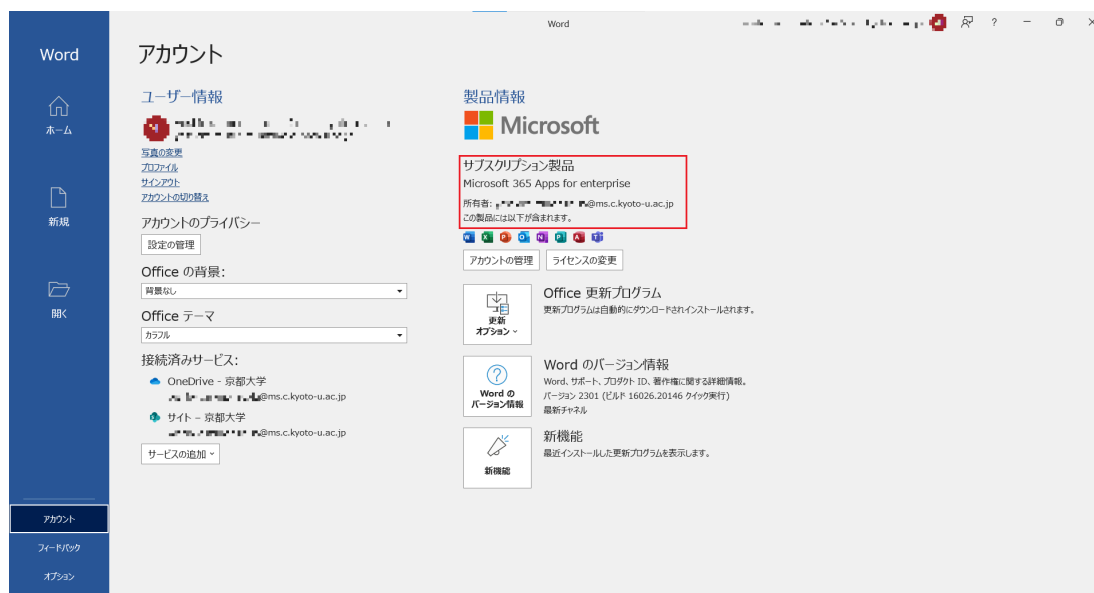 Word
Word
ホーム
新規
開く
アカウント
フィードバック
オプション
アカウント
ユーザー情報
写真の変更
プロファイル
サインアウト
アカウントの切り替え
アカウントのプライバシー
設定の管理
Office の背景:
背景なし
Office テーマ
カラフル
接続済みサービス:
OneDrive - 京都大学
@ms.c.kyoto-u.ac.jp
サイト – 京都大学
@ms.c.kyoto-u.ac.jp
サービスの追加
製品情報
Microsoft
サブスクリプション製品
Microsoft 365 Apps for enterprise
所有者: @ms.c.kyoto-u.ac.jp
この製品には以下が含まれます。
アカウントの管理
ライセンスの変更
更新
オプション
Office 更新プログラム
更新プログラムは自動的にダウンロードされインストールされます。
Word の
バージョン情報
Word のバージョン情報
Word、サポート、プロダクト ID、著作権に関する詳細情報。
バージョン 2301 (ビルド 16026.20146 クイック実行)
最新チャネル
新機能
新機能
最近インストールした更新プログラムを表示します。